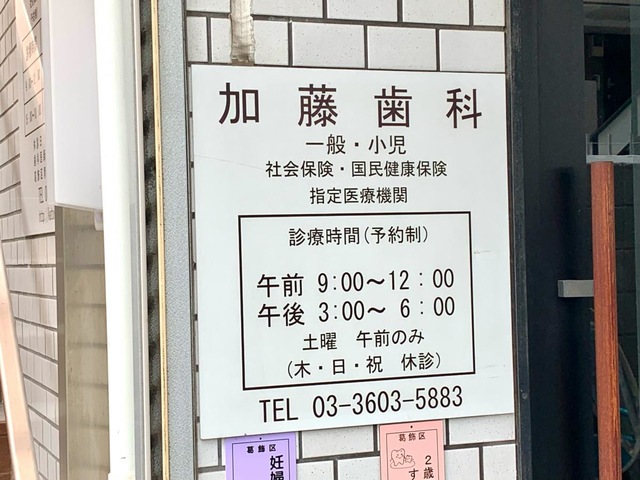 加藤歯科
一般・小児
社会保険・国民健康保険
指定医療機関
診療時間(予約制)
午前 9:00～12:00
午後 3:00～ 6:00
土曜 午前のみ
(木・日・祝 休診)
TEL 03-3603-5883
葛飾区
妊婦
葛飾区
2歳
す